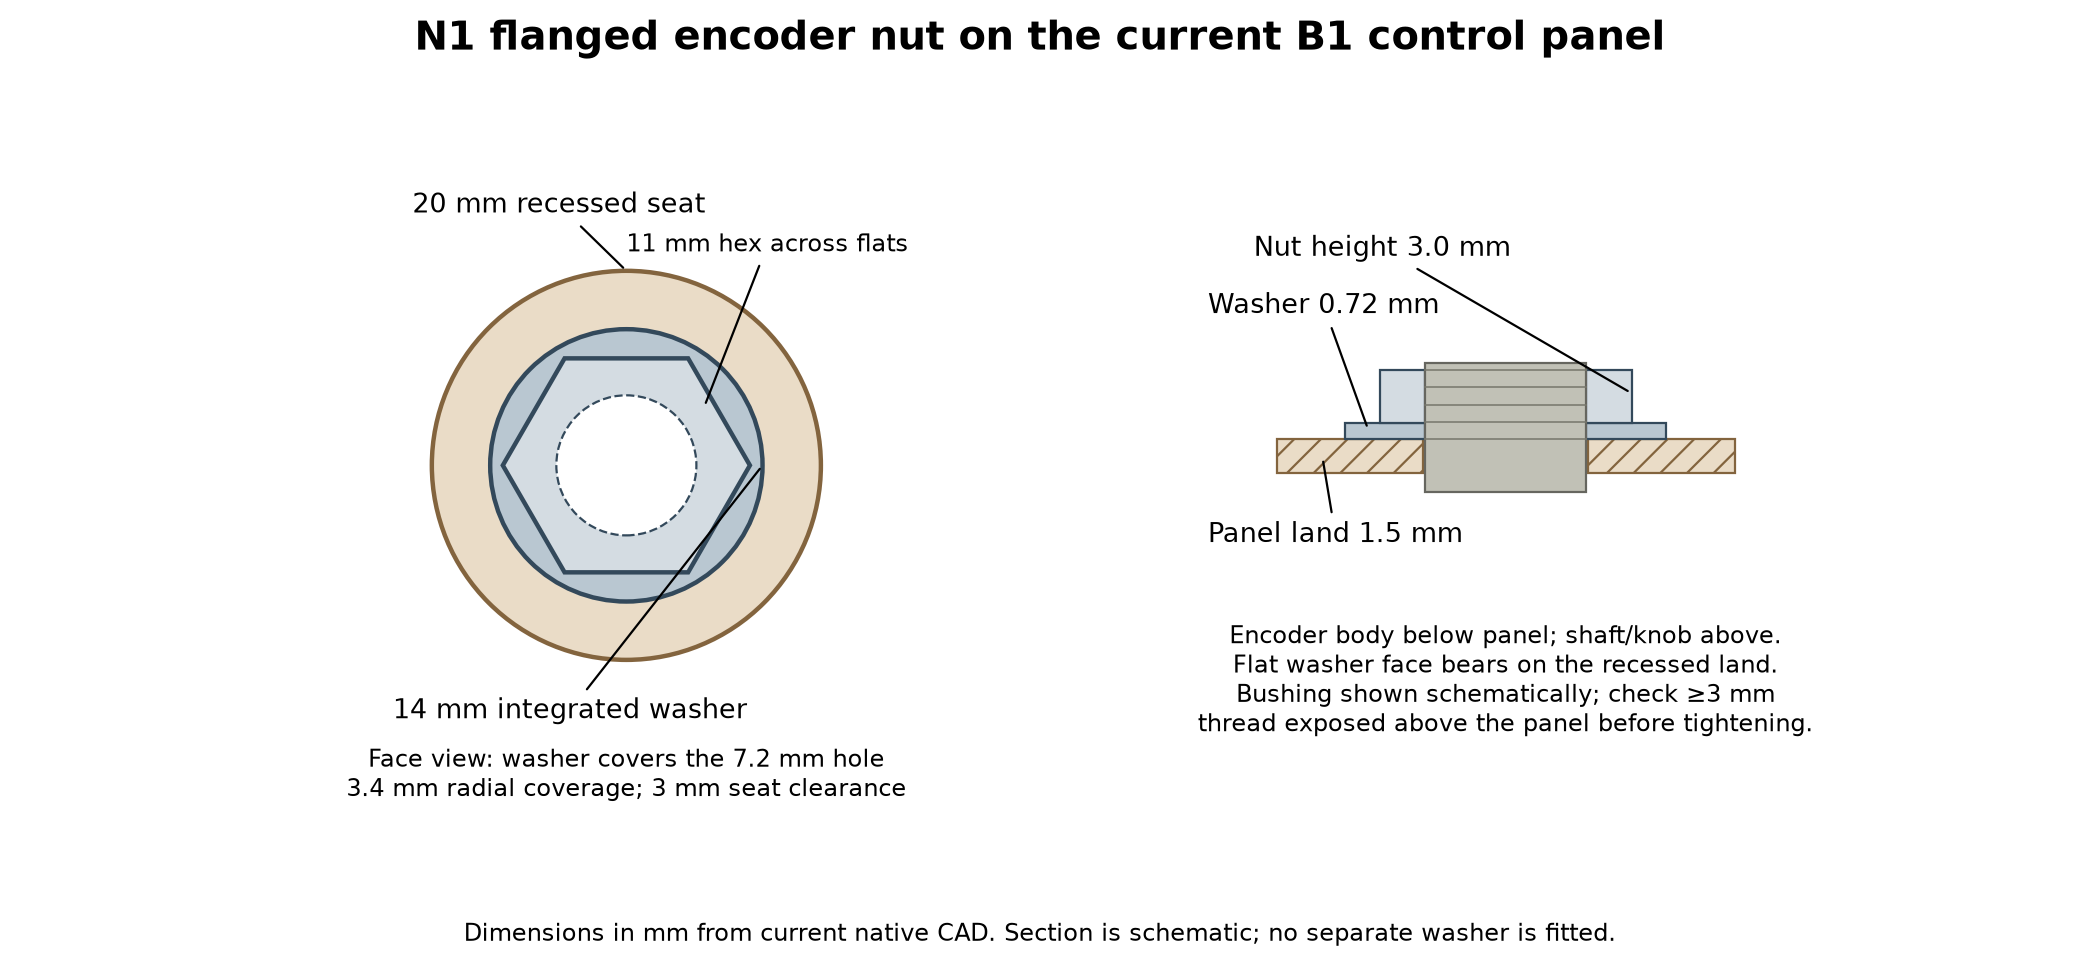 N1 flanged encoder nut on the current B1 control panel
20 mm recessed seat
11 mm hex across flats
14 mm integrated washer
Face view: washer covers the 7.2 mm hole
3.4 mm radial coverage; 3 mm seat clearance
Nut height 3.0 mm
Washer 0.72 mm
Panel land 1.5 mm
Encoder body below panel; shaft/knob above.
Flat washer face bears on the recessed land.
Bushing shown schematically; check ≥3 mm
thread exposed above the panel before tightening.
Dimensions in mm from current native CAD. Section is schematic; no separate washer is fitted.